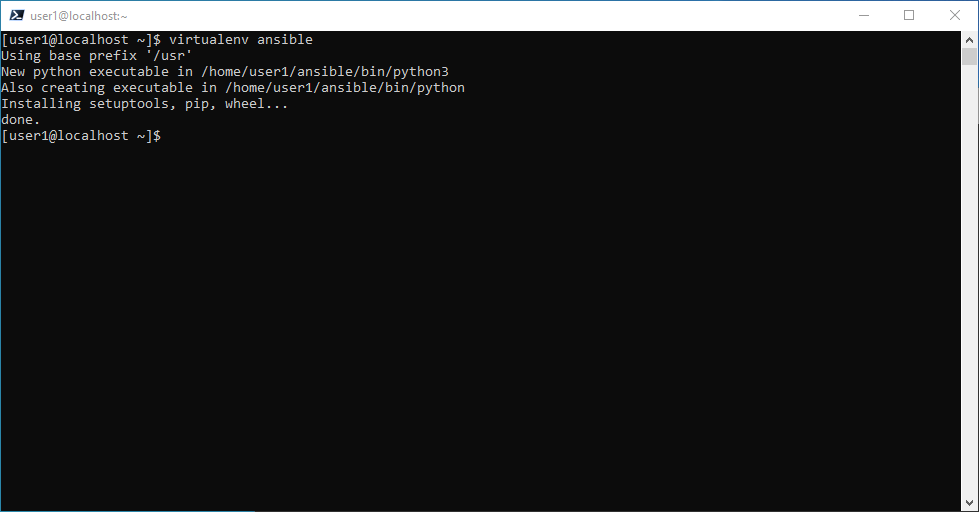 user1@localhost:~
[user1@localhost ~]$ virtualenv ansible
Using base prefix '/usr'
New python executable in /home/user1/ansible/bin/python3
Also creating executable in /home/user1/ansible/bin/python
Installing setuptools, pip, wheel...
done.
[user1@localhost ~]$